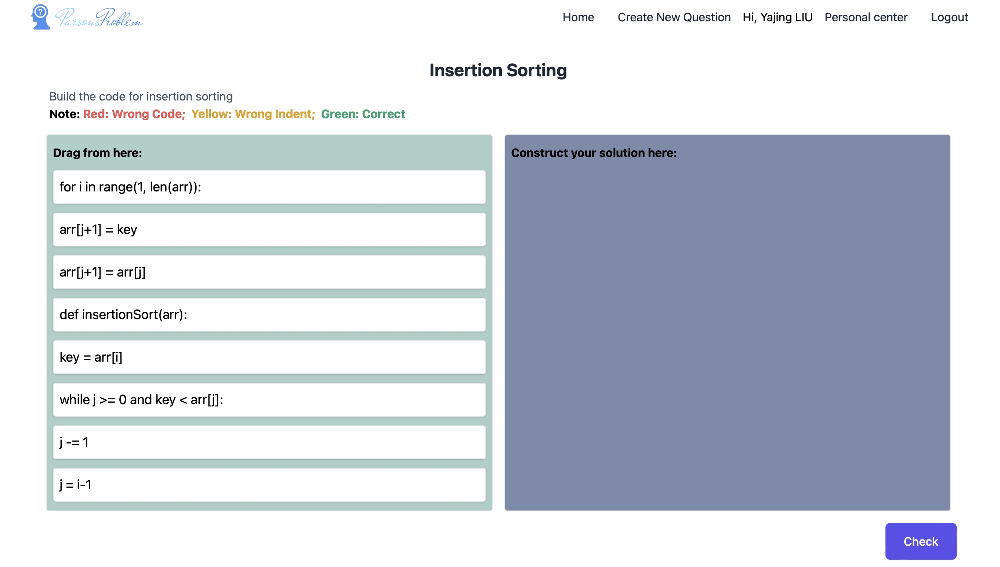 ParsonsProblem
Home Create New Question Hi, Yajing LIU Personal center Logout
Insertion Sorting
Build the code for insertion sorting
Note: Red: Wrong Code; Yellow: Wrong Indent; Green: Correct
Drag from here:
for i in range(1, len(arr)):
arr[j+1] = key
arr[j+1] = arr[j]
def insertionSort(arr):
key = arr[i]
while j >= 0 and key < arr[j]:
j -= 1
j = i-1
Construct your solution here:
Check